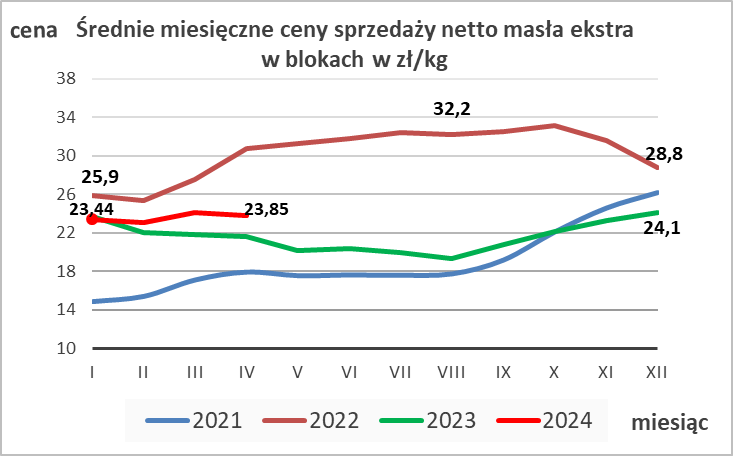 cena
Średnie miesięczne ceny sprzedaży netto masła ekstra
w blokach w zł/kg
38
34
30
26
22
18
14
10
25,9
23,44
23,85
32,2
28,8
24,1
I II III IV V VI VII VIII IX X XI XII
2021 2022 2023 2024
miesiąc